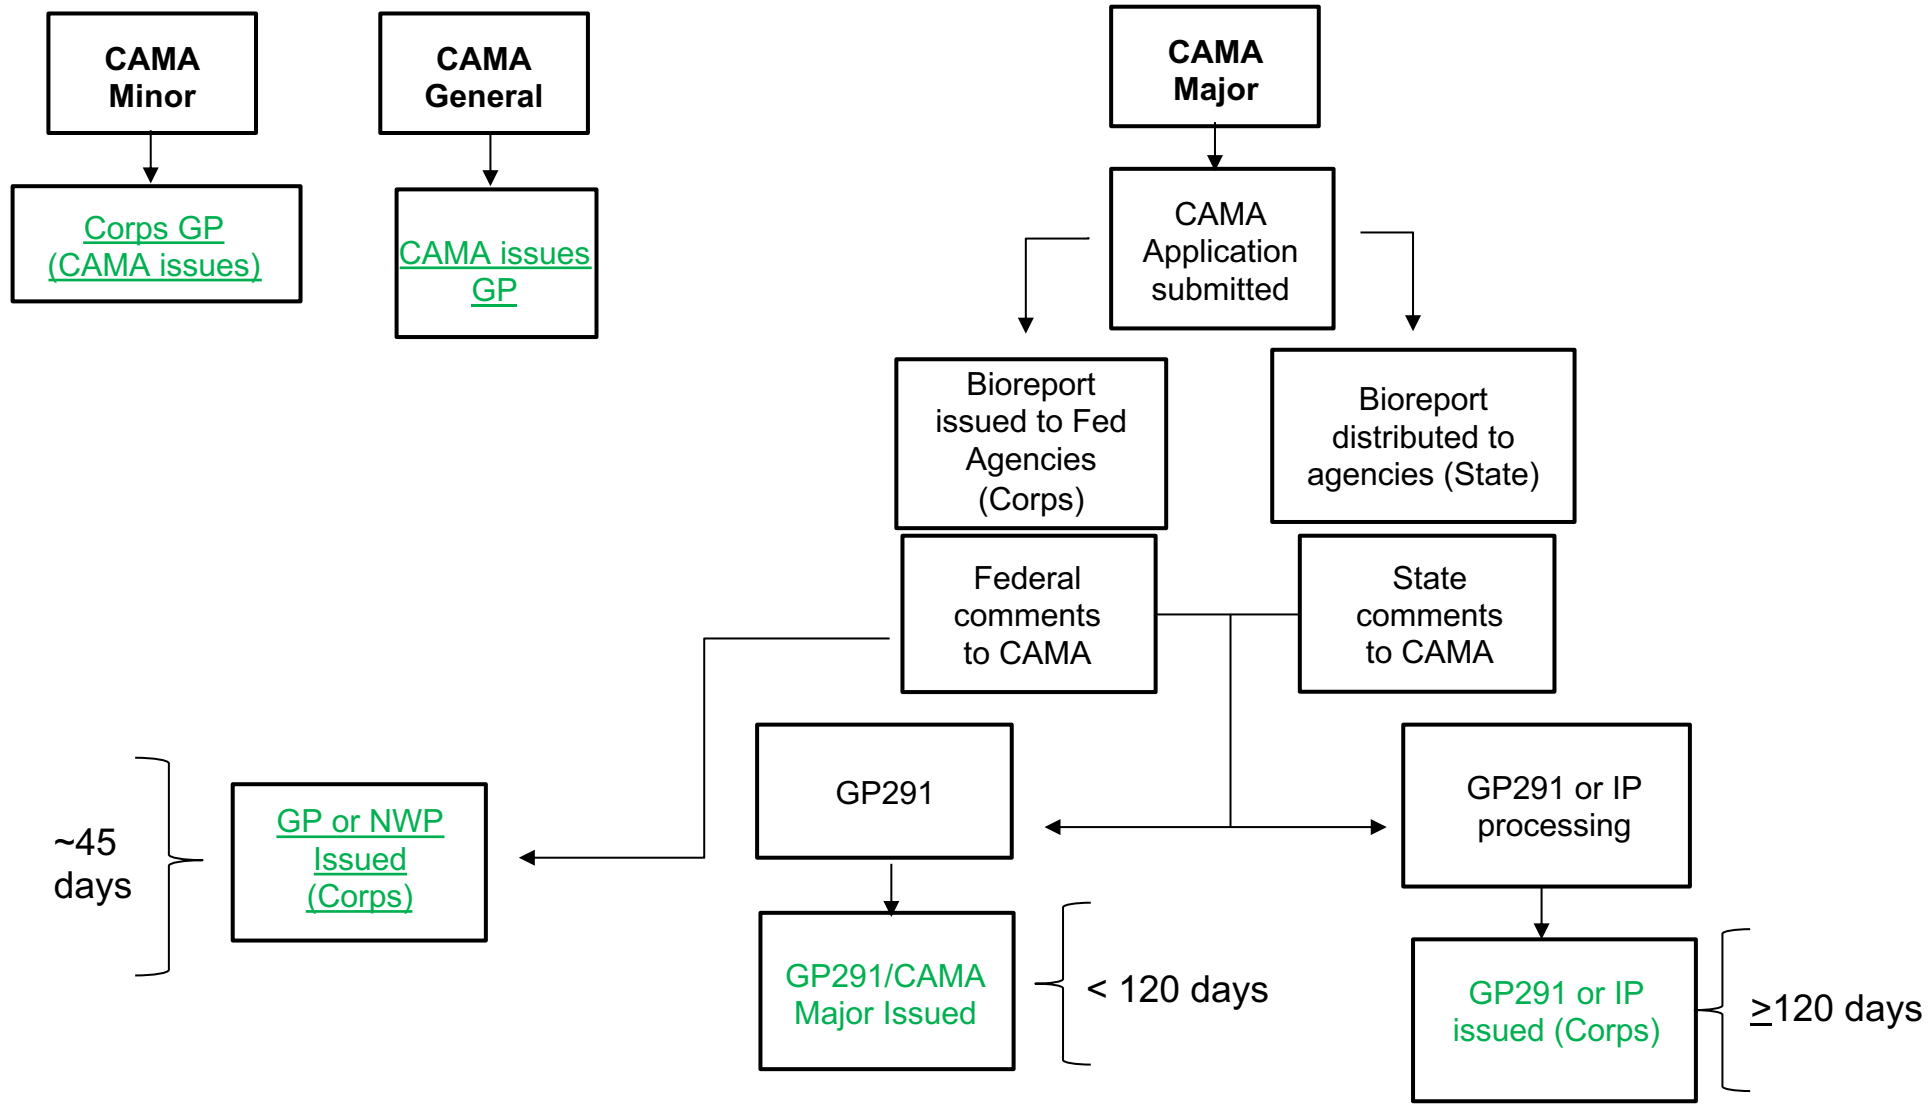 CAMA
Minor
CAMA
General
CAMA
Major
Corps GP
(CAMA issues)
CAMA issues
GP
CAMA
Application
submitted
Bioreport
issued to Fed
Agencies
(Corps)
Bioreport
distributed to
agencies (State)
Federal
comments
to CAMA
State
comments
to CAMA
~45
days
GP or NWP
Issued
(Corps)
GP291
GP291 or IP
processing
GP291/CAMA
Major Issued
< 120 days
GP291 or IP
issued (Corps)
≥120 days